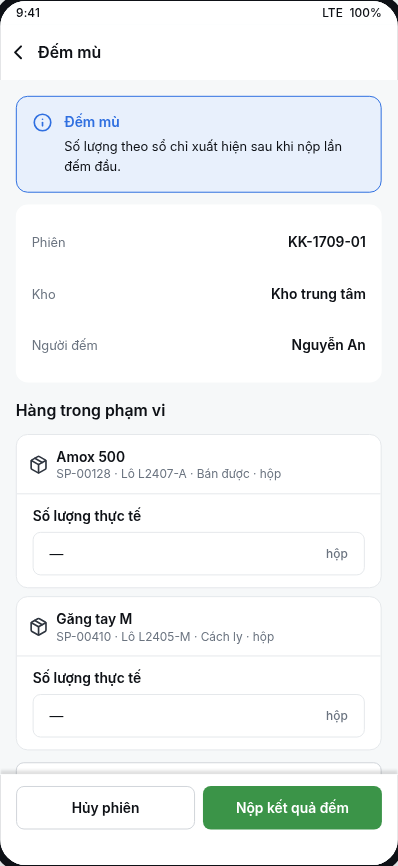 9:41
LTE 100%
Đếm mù
Đếm mù
Số lượng theo sổ chỉ xuất hiện sau khi nộp lần
đếm đầu.
Phiên
KK-1709-01
Kho
Kho trung tâm
Người đếm
Nguyễn An
Hàng trong phạm vi
Amox 500
SP-00128 · Lô L2407-A · Bán được · hộp
Số lượng thực tế
— hộp
Găng tay M
SP-00410 · Lô L2405-M · Cách ly · hộp
Số lượng thực tế
— hộp
Hủy phiên
Nộp kết quả đếm